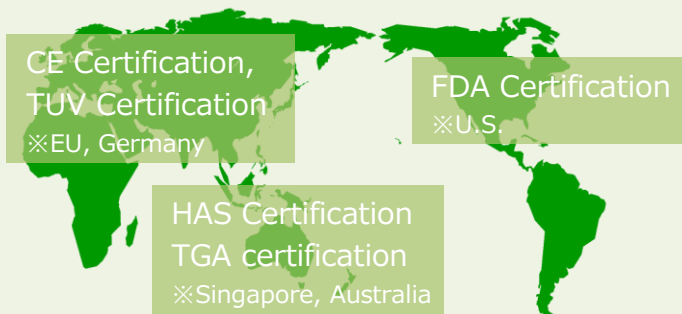 CE Certification,
TUV Certification
※EU, Germany
FDA Certification
※U.S.
HAS Certification
TGA certification
※Singapore, Australia